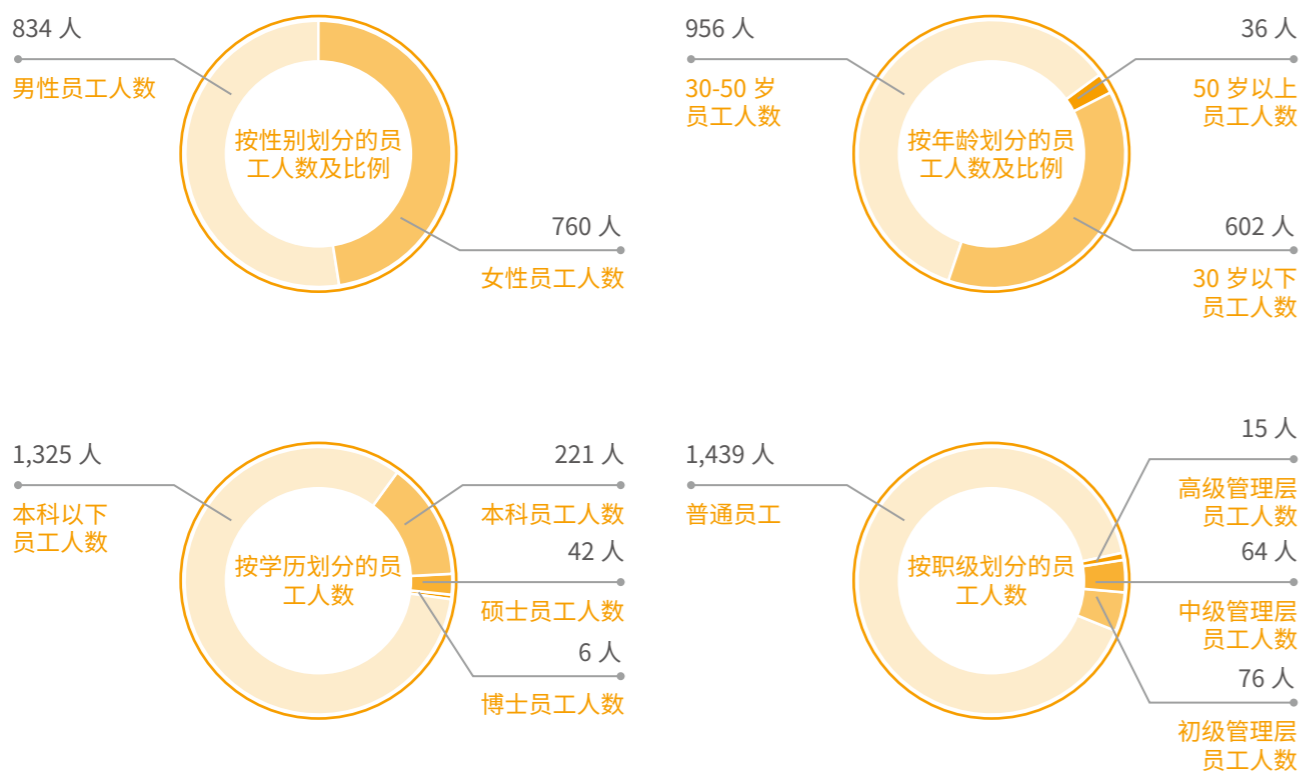 834 人
男性员工人数
按性别划分的员
工人数及比例
760 人
女性员工人数
956 人
30-50 岁
员工人数
36 人
50 岁以上
员工人数
按年龄划分的员
工人数及比例
602 人
30 岁以下
员工人数
1,325 人
本科以下
员工人数
221 人
本科员工人数
按学历划分的员
工人数
42 人
硕士员工人数
6 人
博士员工人数
1,439 人
普通员工
15 人
高级管理层
员工人数
按职级划分的员
工人数
64 人
中级管理层
员工人数
76 人
初级管理层
员工人数